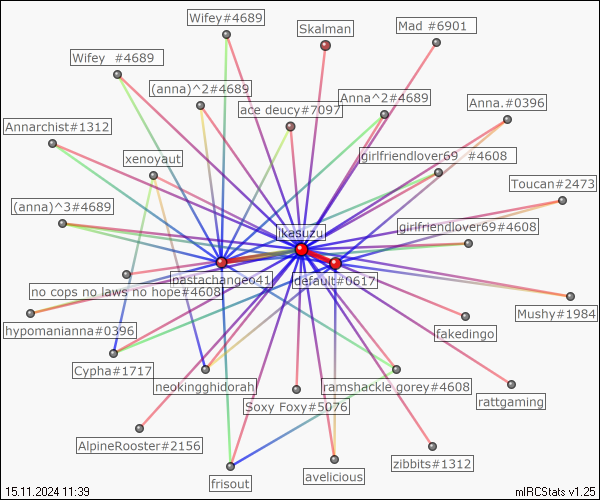 Wifey#4689
Skalman
Mad #6901
Wifey  #4689
(anna)^2#4689
Anna^2#4689
ace deucy#7097
Anna.#0396
Annarchist#1312
xenoyaut
girlfriendlover69  #4608
Toucan#2473
(anna)^3#4689
ikasuzu
girlfriendlover69#4608
pastachange041
default#0617
no cops no laws no hope#4608
Mushy#1984
hypomanianna#0396
fakedingo
Cypha#1717
neokingghidorah
ramshackle gorey#4608
rattgaming
Soxy Foxy#5076
AlpineRooster#2156
zibbits#1312
avelicious
frisout
15.11.2024 11:39
mIRCStats v1.25